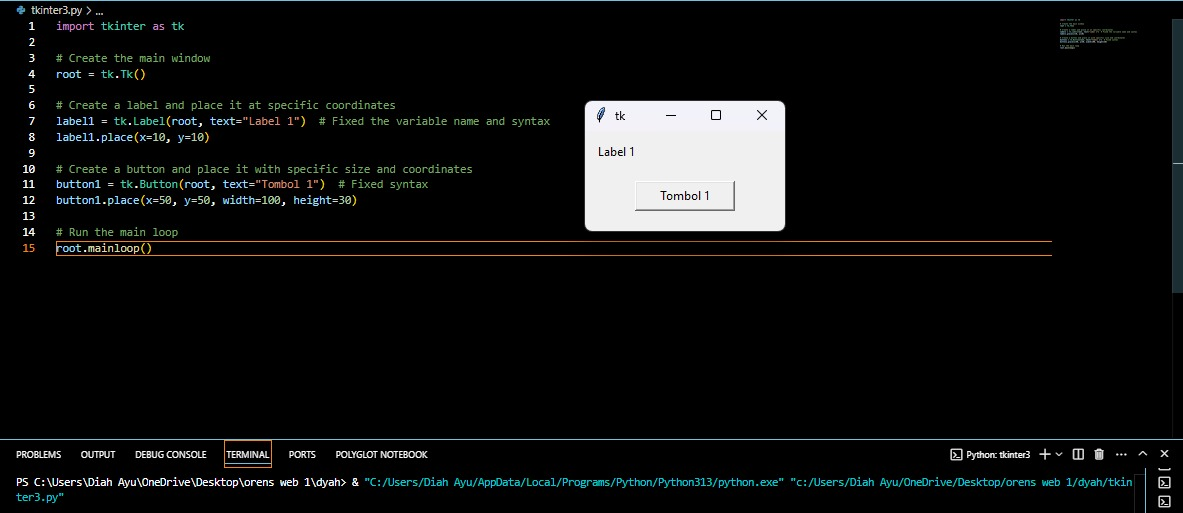 tkinter3.py > ...
1 import tkinter as tk
2
3 # Create the main window
4 root = tk.Tk()
5
6 # Create a label and place it at specific coordinates
7 label1 = tk.Label(root, text="Label 1")  # Fixed the variable name and syntax
8 label1.place(x=10, y=10)
9
10 # Create a button and place it with specific size and coordinates
11 button1 = tk.Button(root, text="Tombol 1")  # Fixed syntax
12 button1.place(x=50, y=50, width=100, height=30)
13
14 # Run the main loop
15 root.mainloop()
tk
Label 1
Tombol 1
PROBLEMS OUTPUT DEBUG CONSOLE TERMINAL PORTS POLYGLOT NOTEBOOK Python: tkinter3
PS C:\Users\Diah Ayu\OneDrive\Desktop\orens web 1\dyah> & "C:/Users/Diah Ayu/AppData/Local/Programs/Python/Python313/python.exe" "c:/Users/Diah Ayu/OneDrive/Desktop/orens web 1/dyah/tkin
ter3.py"